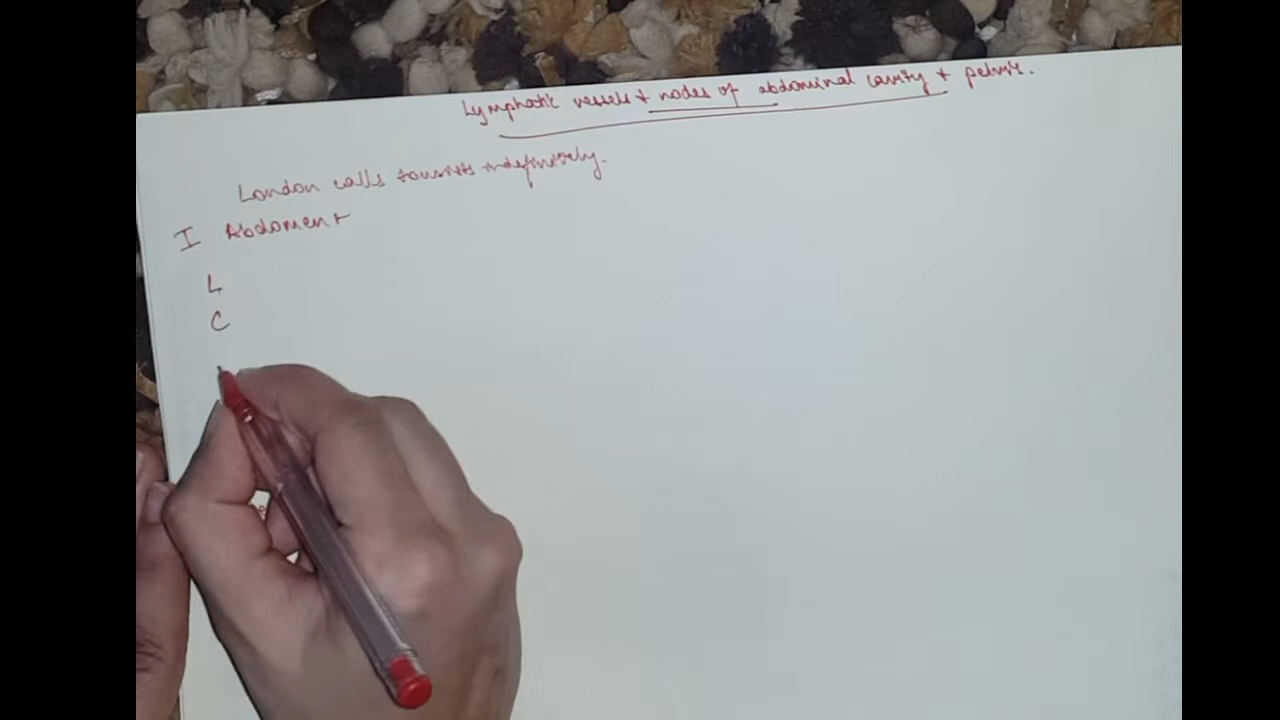 Lymphatic vessels + nodes of abdominal cavity + pelvis.
London calls tourists indefinitely.
I Abdomen +
L
C